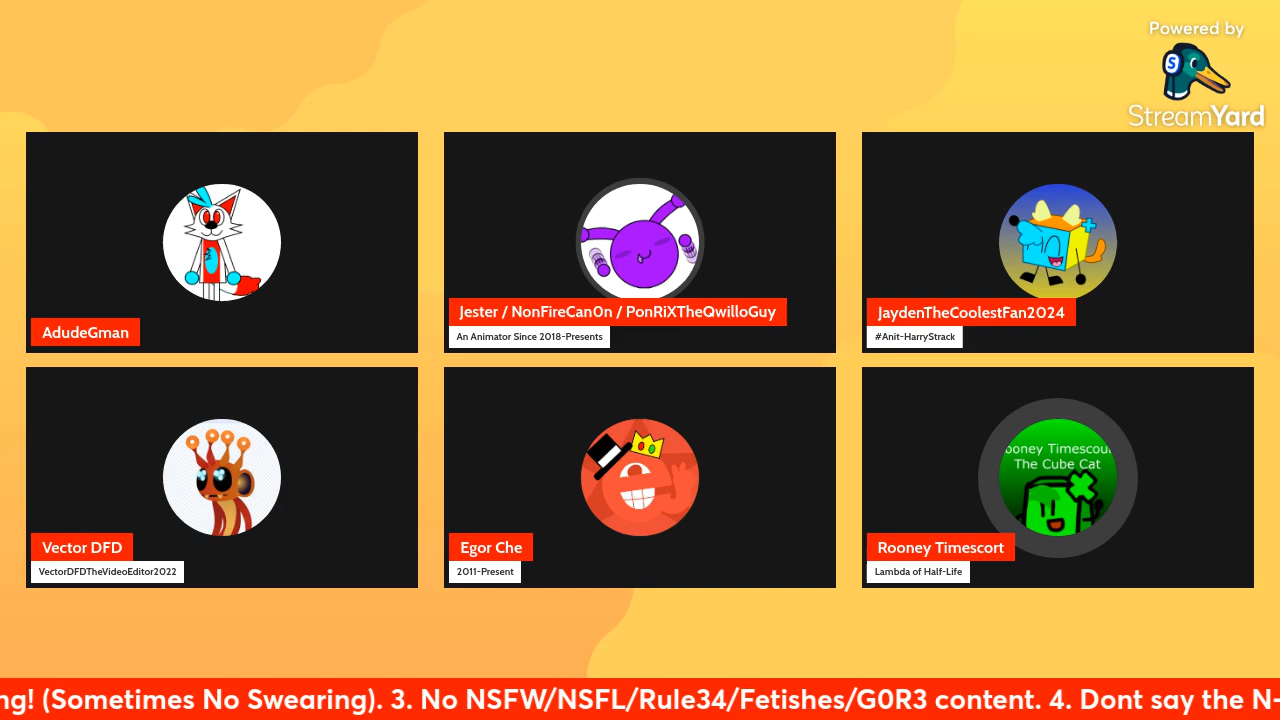 Powered by
StreamYard
AdudeGman
Jester / NonFireCan0n / PonRiXTheQwilloGuy
An Animator Since 2018-Presents
JaydenTheCoolestFan2024
#Anit-HarryStrack
Vector DFD
VectorDFDTheVideoEditor2022
Egor Che
2011-Present
ooney Timescour
The Cube Cat
Rooney Timescort
Lambda of Half-Life
ng! (Sometimes No Swearing). 3. No NSFW/NSFL/Rule34/Fetishes/G0R3 content. 4. Dont say the N-